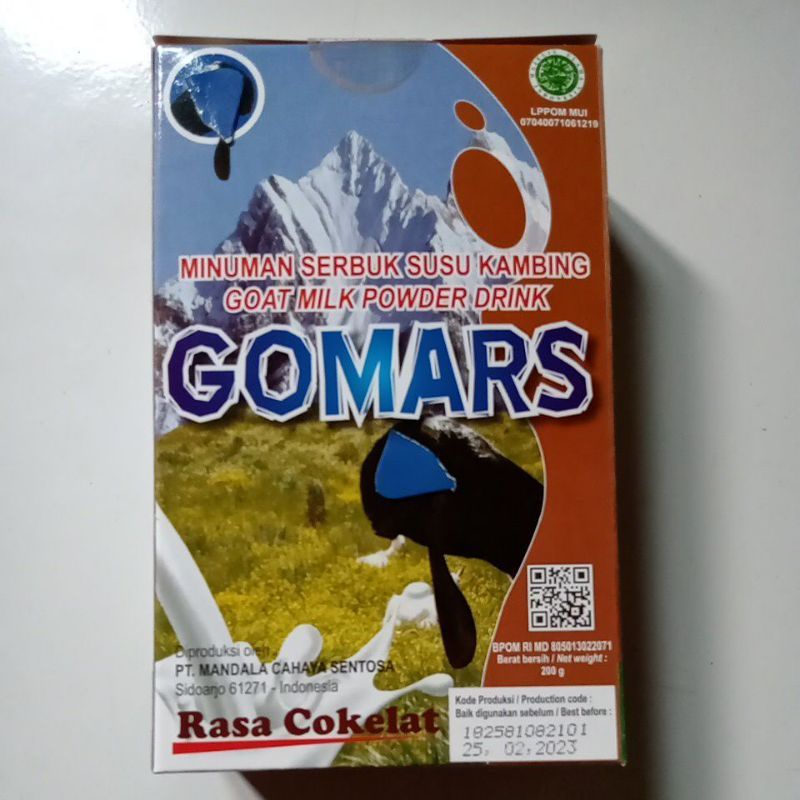 LPPOM MUI
07040071061219
MINUMAN SERBUK SUSU KAMBING
GOAT MILK POWDER DRINK
GOMARS
BPOM RI MD 805013022071
Berat bersih / Net weight :
200 g
Diproduksi oleh :
PT. MANDALA CAHAYA SENTOSA
Sidoarjo 61271 - Indonesia
Rasa Cokelat
Kode Produksi / Production code :
Baik digunakan sebelum / Best before :
182581082101
25. 02.2023